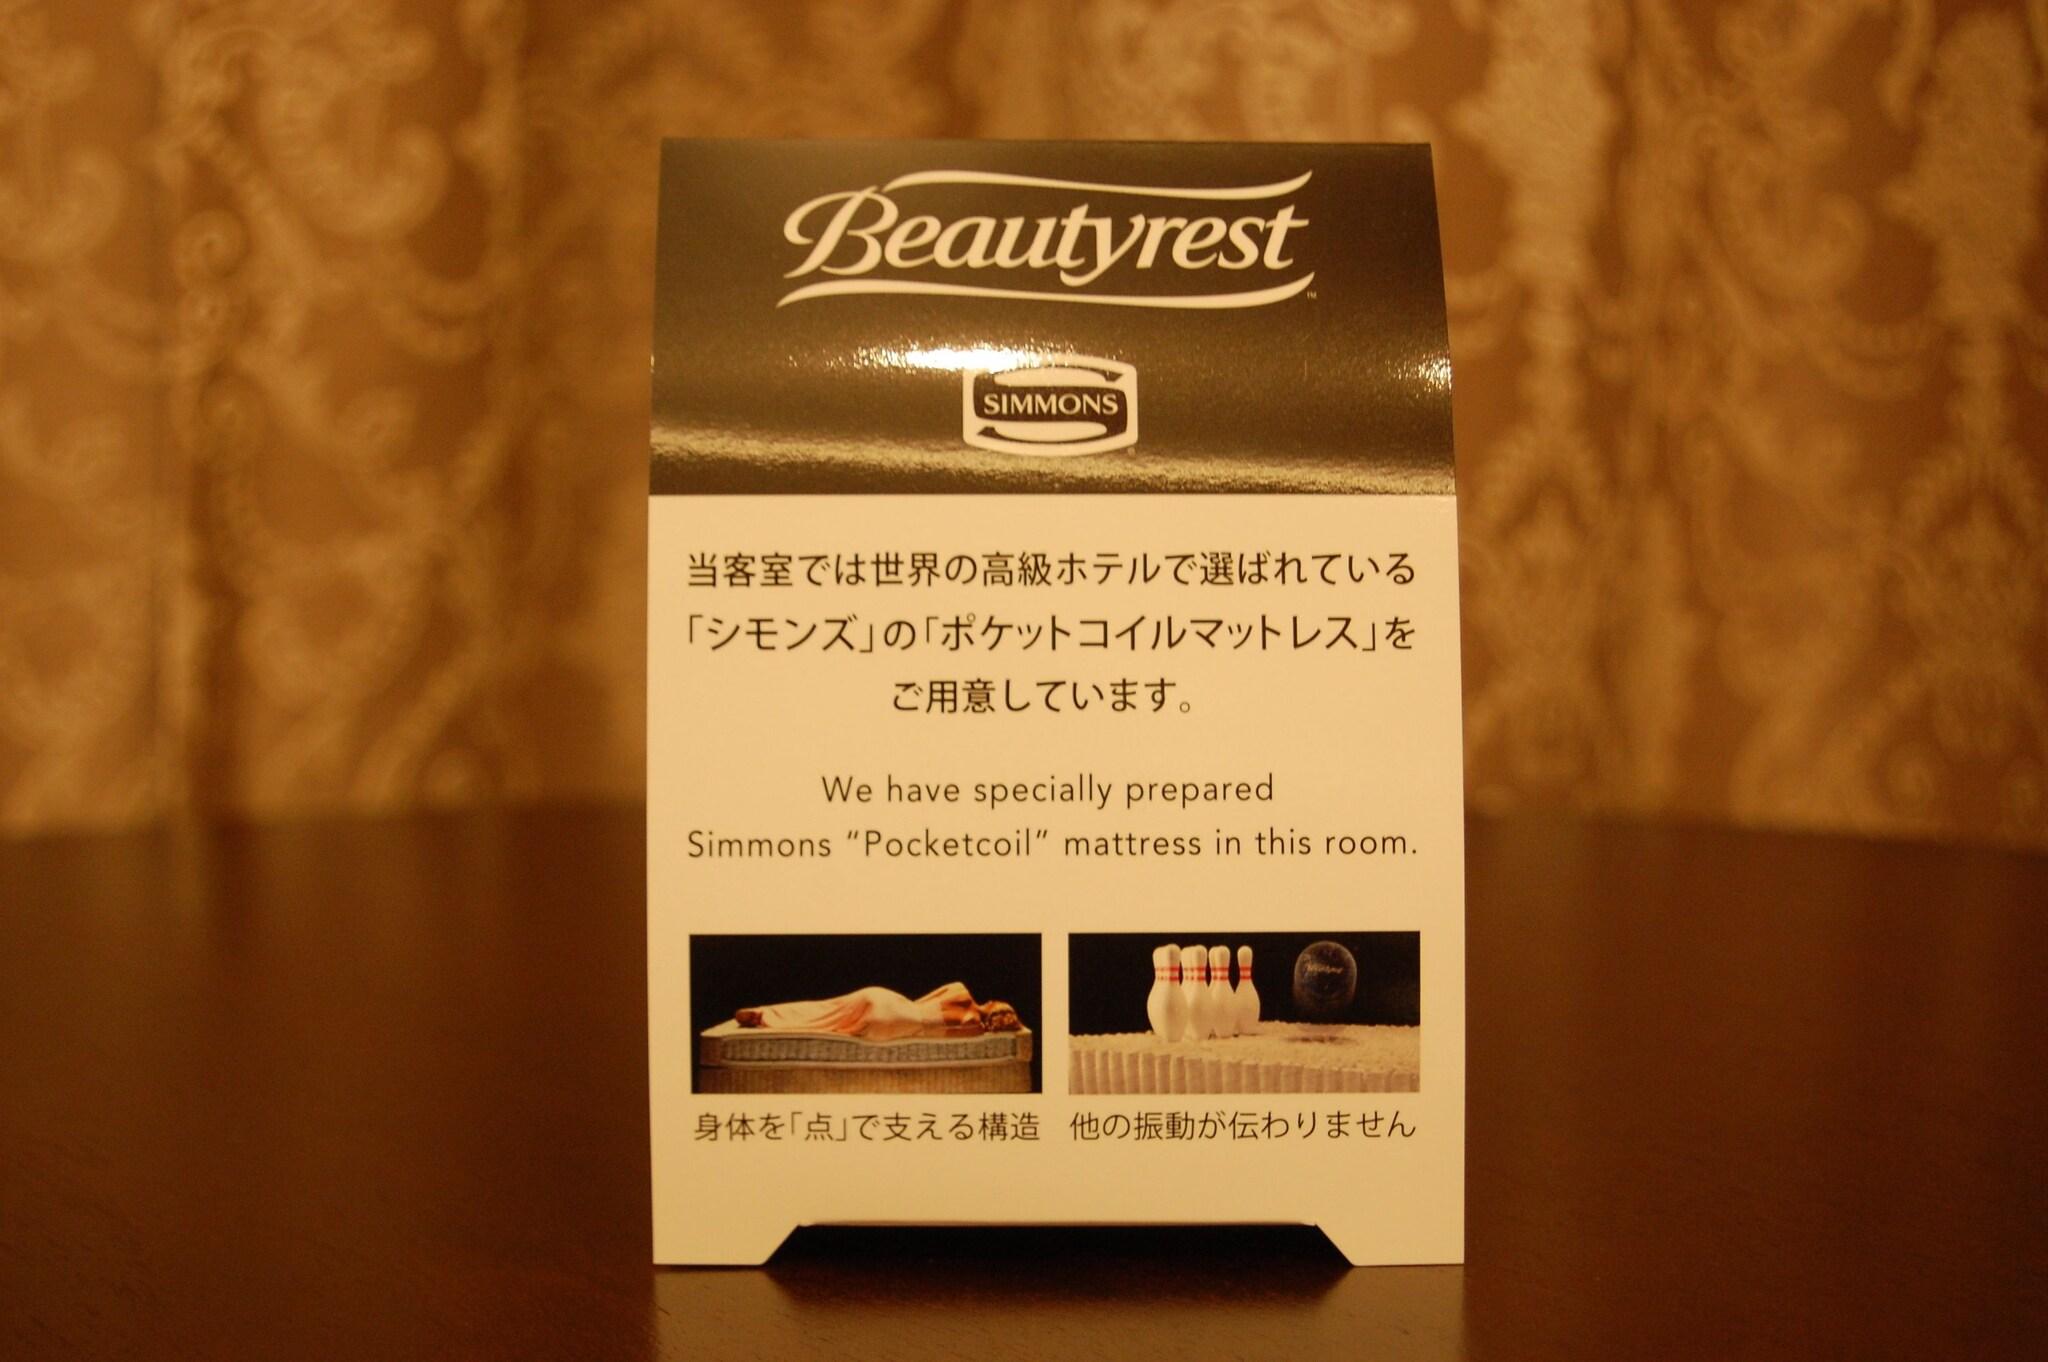 Beautyrest™
SIMMONS®
当客室では世界の高級ホテルで選ばれている
「シモンズ」の「ポケットコイルマットレス」を
ご用意しています。
We have specially prepared
Simmons “Pocketcoil” mattress in this room.
身体を「点」で支える構造
他の振動が伝わりません